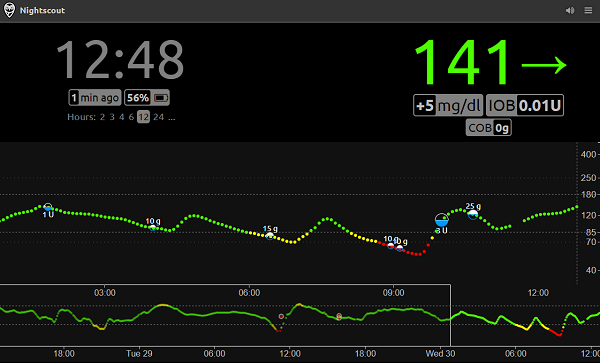 Nightscout
12:48
141→
1 min ago 56%
+5 mg/dl IOB 0.01U
Hours: 2 3 4 6 12 24 ...
COB 0g
400
250
180
120
85
70
40
1 U
10 g
15 g
10 g
3 U
25 g
03:00 06:00 09:00 12:00
18:00 Tue 29 06:00 12:00 18:00 Wed 30 06:00 12:00